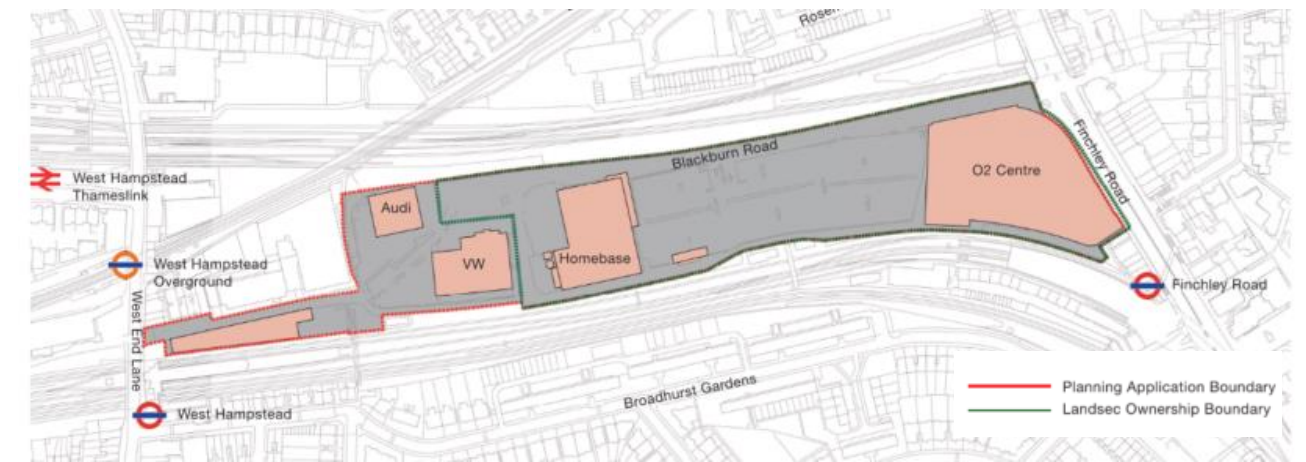 Rosem
Finchley Road
Blackburn Road
O2 Centre
West Hampstead
Thameslink
Audi
VW
Homebase
West Hampstead
Overground
Finchley Road
West End Lane
Broadhurst Gardens
West Hampstead
Planning Application Boundary
Landsec Ownership Boundary